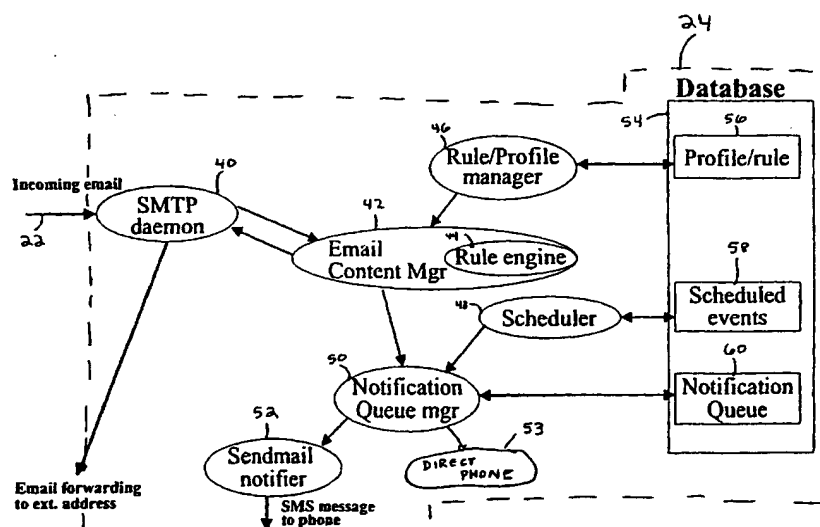 24
Database
54
56
Profile/rule
46
Rule/Profile
manager
40
Incoming email
SMTP
daemon
22
42
Email
Content Mgr
44
Rule engine
58
Scheduled
events
48
Scheduler
60
Notification
Queue
50
Notification
Queue mgr
52
Sendmail
notifier
53
DIRECT
PHONE
Email forwarding
to ext. address
SMS message
to phone